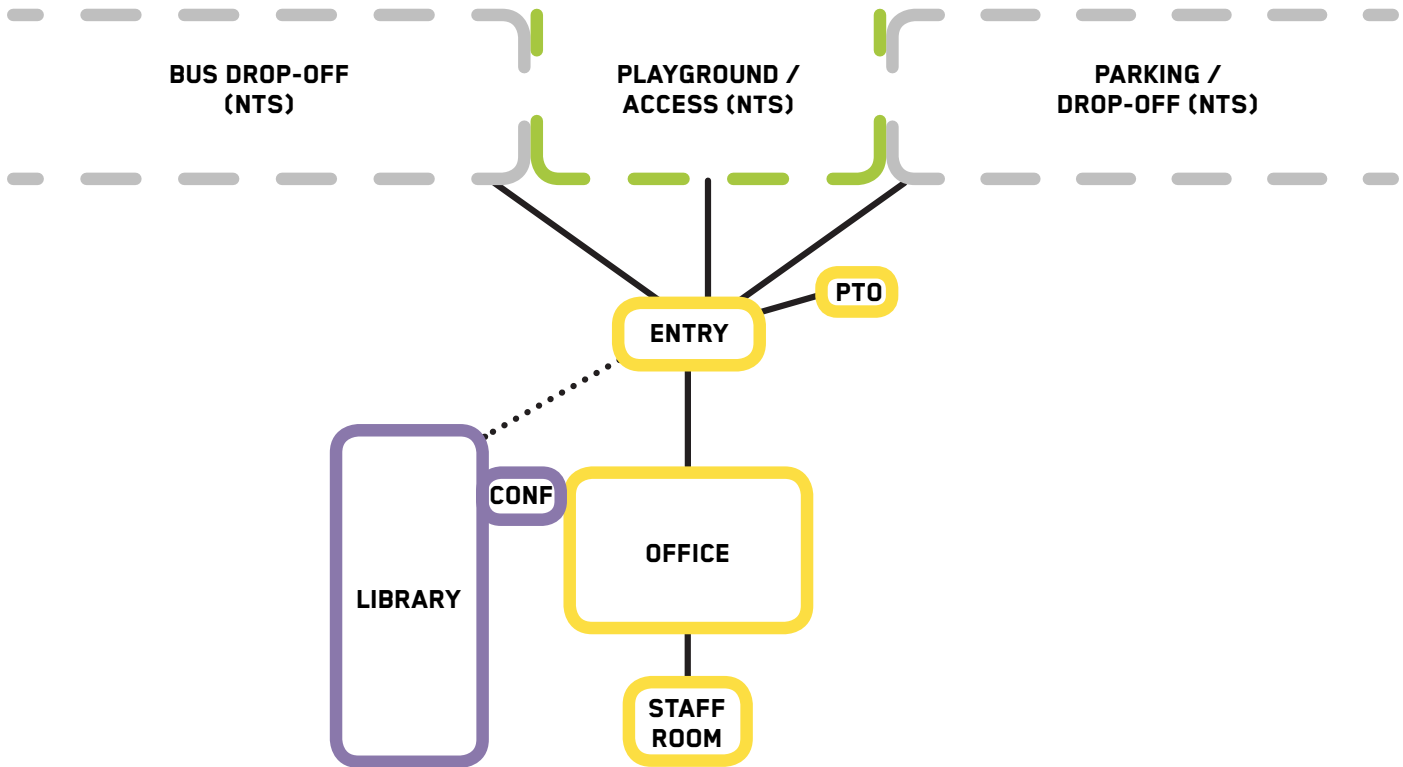 BUS DROP-OFF
(NTS)
PLAYGROUND /
ACCESS (NTS)
PARKING /
DROP-OFF (NTS)
PTO
ENTRY
CONF
OFFICE
LIBRARY
STAFF
ROOM